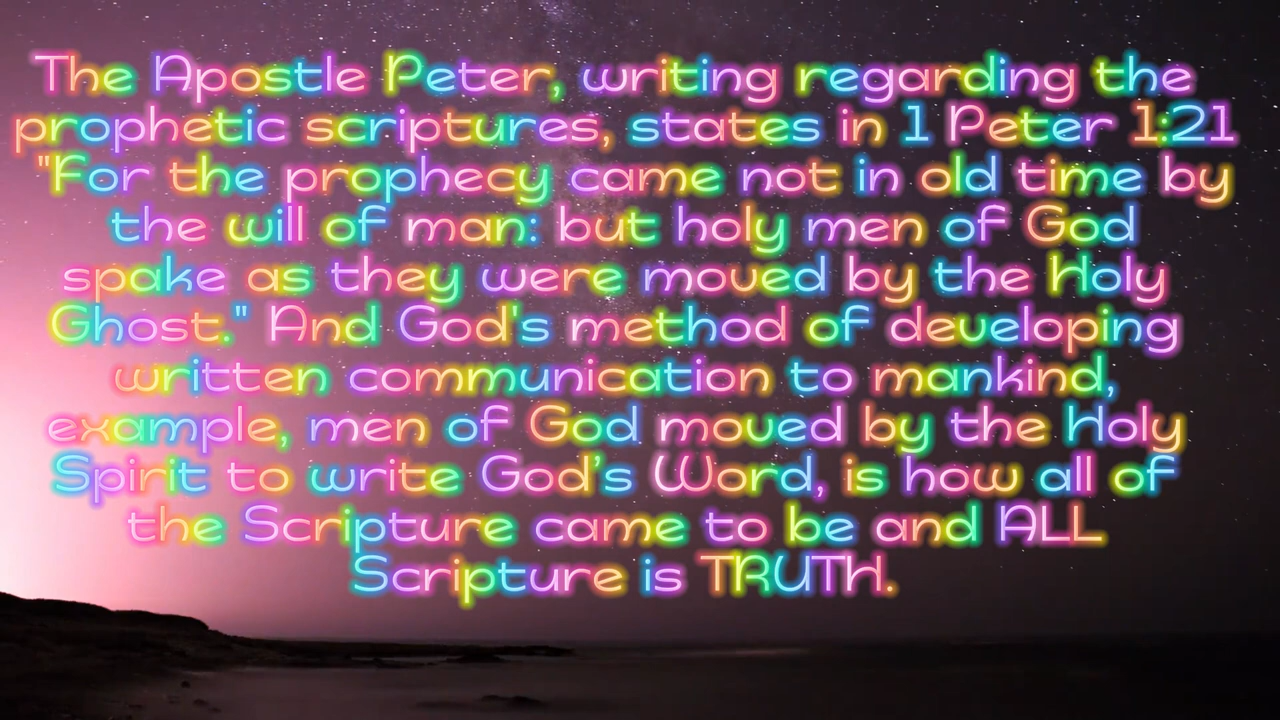 The Apostle Peter, writing regarding the
prophetic scriptures, states in 1 Peter 1:21
"For the prophecy came not in old time by
the will of man: but holy men of God
spake as they were moved by the Holy
Ghost." And God's method of developing
written communication to mankind,
example, men of God moved by the Holy
Spirit to write God’s Word, is how all of
the Scripture came to be and ALL
Scripture is TRUTH.